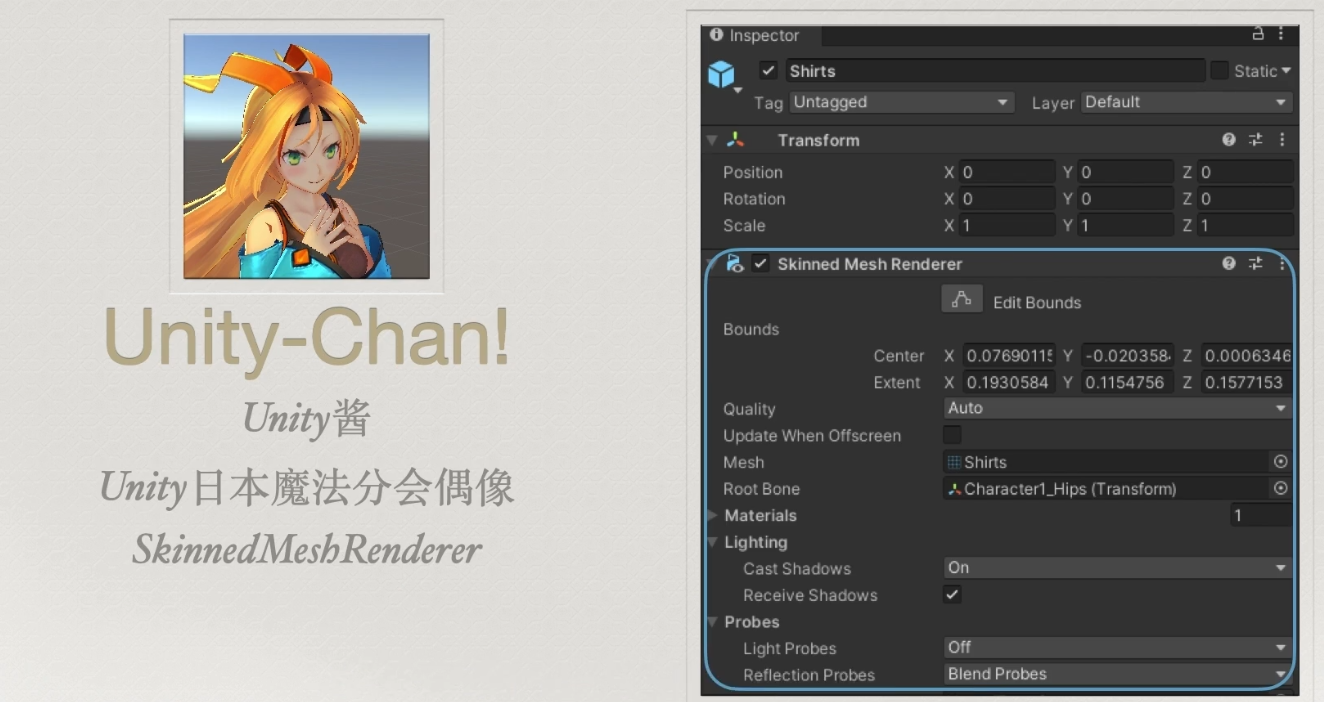 Unity-Chan!
Unity酱
Unity日本魔法分会偶像
SkinnedMeshRenderer
Inspector
Shirts
Static
Tag Untagged Layer Default
Transform
Position X 0 Y 0 Z 0
Rotation X 0 Y 0 Z 0
Scale X 1 Y 1 Z 1
Skinned Mesh Renderer
Edit Bounds
Bounds
Center X 0.0769011 Y -0.020358 Z 0.0006346
Extent X 0.1930584 Y 0.1154756 Z 0.1577153
Quality Auto
Update When Offscreen
Mesh Shirts
Root Bone Character1_Hips (Transform)
Materials 1
Lighting
Cast Shadows On
Receive Shadows
Probes
Light Probes Off
Reflection Probes Blend Probes